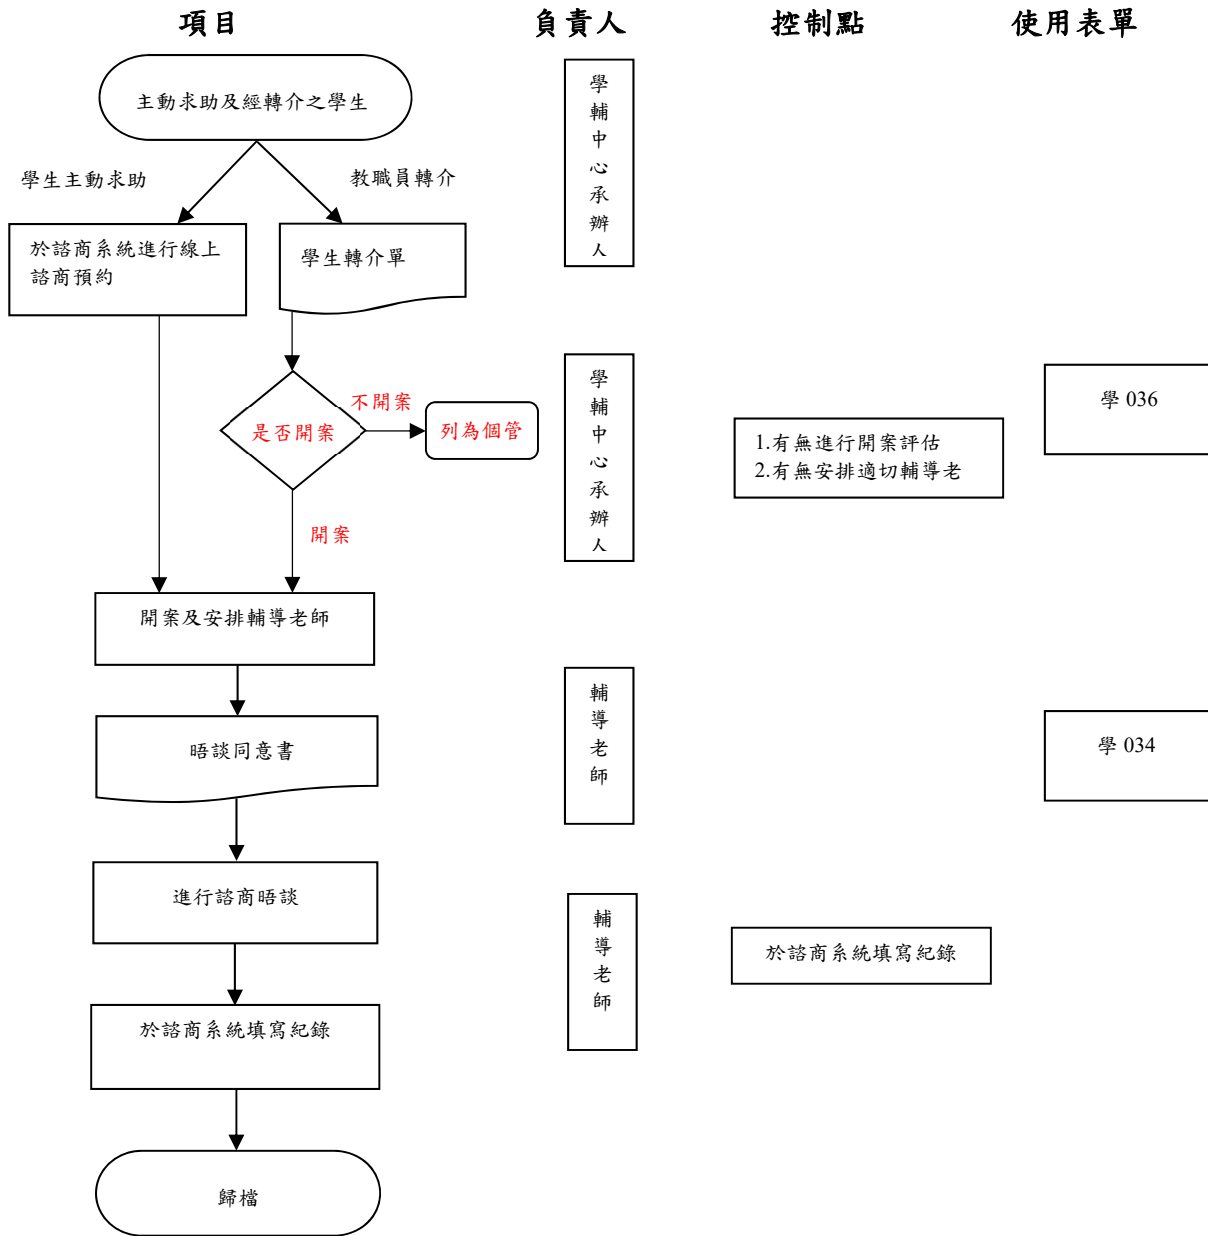 項目
負責人
控制點
使用表單
主動求助及經轉介之學生
學輔中心承辦人
學生主動求助
教職員轉介
於諮商系統進行線上
諮商預約
學生轉介單
學輔中心承辦人
學 036
不開案
是否開案
列為個管
1.有無進行開案評估
2.有無安排適切輔導老
開案
開案及安排輔導老師
輔導老師
晤談同意書
學 034
進行諮商晤談
輔導老師
於諮商系統填寫紀錄
於諮商系統填寫紀錄
歸檔